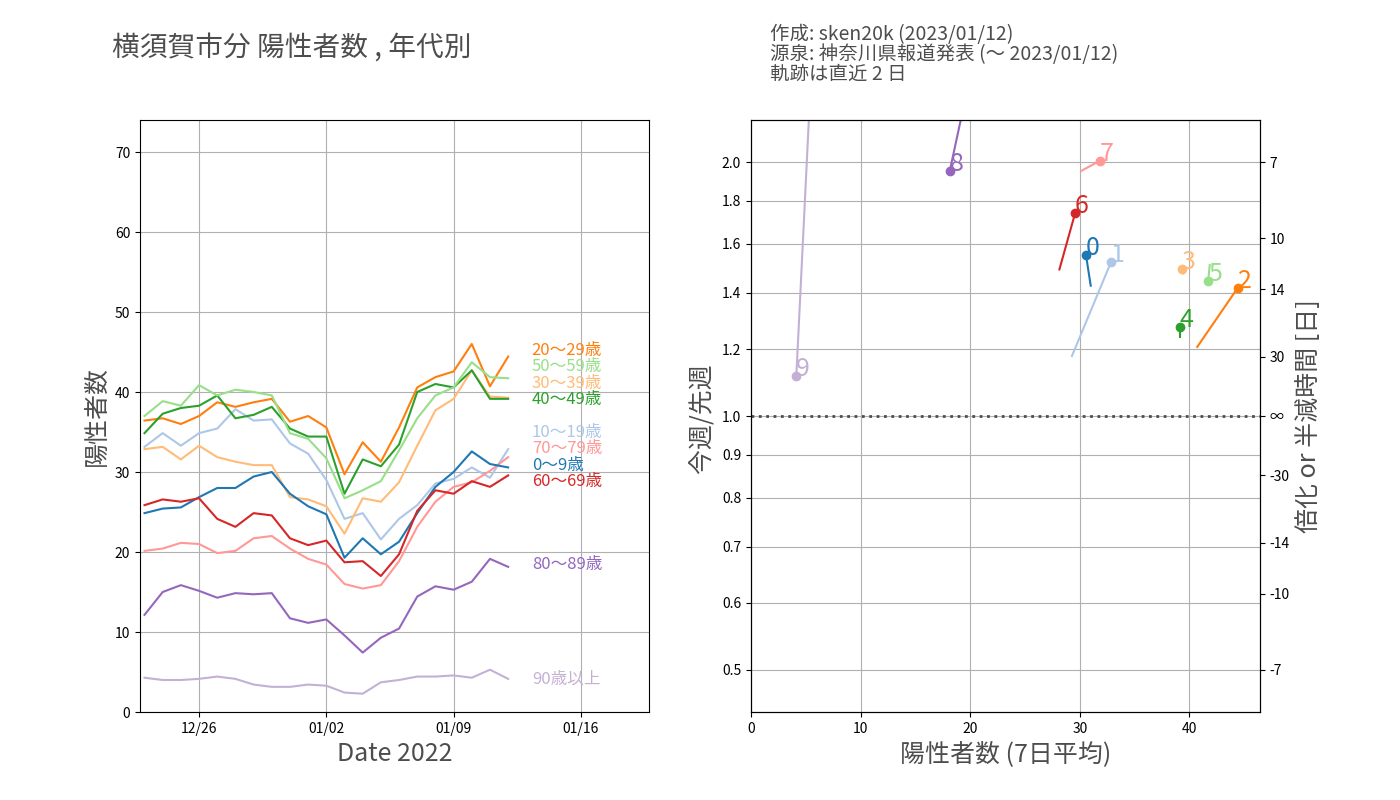 横須賀市分 陽性者数 , 年代別
作成: sken20k (2023/01/12)
源泉: 神奈川県報道発表 (〜 2023/01/12)
軌跡は直近 2 日
陽性者数
70
60
50
40
30
20
10
0
20〜29歳
50〜59歳
30〜39歳
40〜49歳
10〜19歳
70〜79歳
0〜9歳
60〜69歳
80〜89歳
90歳以上
12/26
01/02
01/09
01/16
Date 2022
今週/先週
2.0
1.8
1.6
1.4
1.2
1.0
0.9
0.8
0.7
0.6
0.5
7
8
6
0
1
3
5
2
4
9
0
10
20
30
40
陽性者数 (7日平均)
7
10
14
30
∞
-30
-14
-10
-7
倍化 or 半減時間 [日]